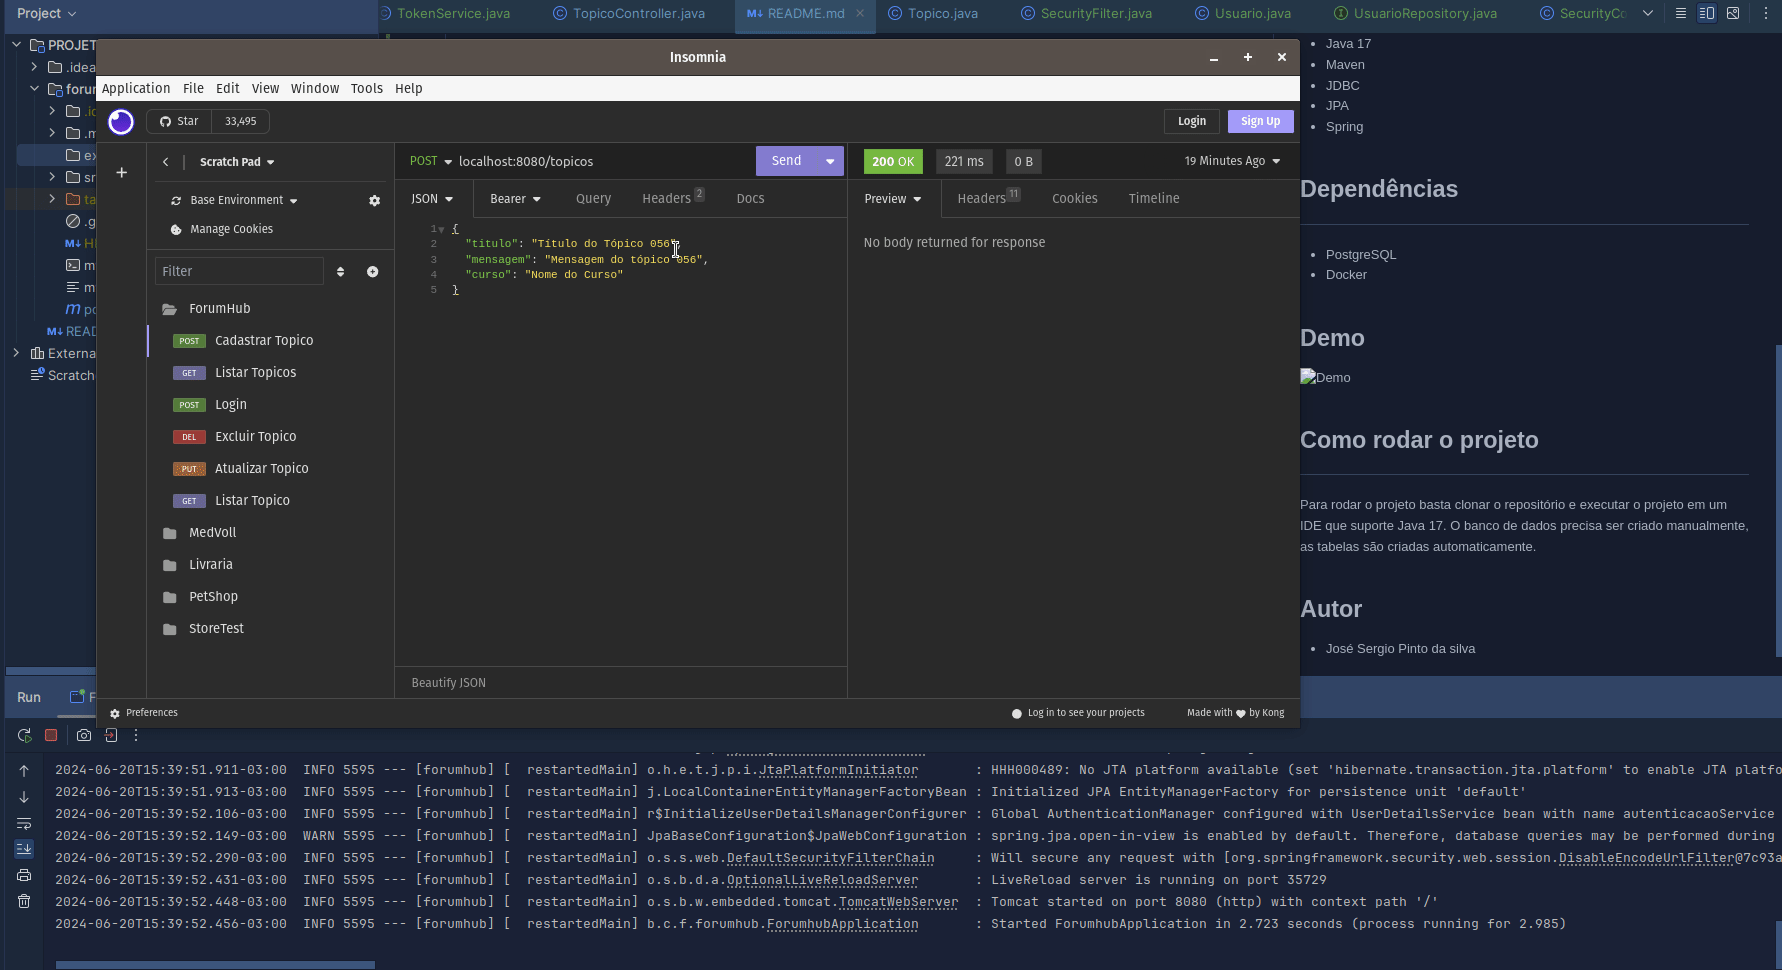 Project
TokenService.java
TopicoController.java
README.md
Topico.java
SecurityFilter.java
Usuario.java
UsuarioRepository.java
SecurityCo
PROJET
.idea
forun
.m
READ
Externa
Scratch
Insomnia
Application File Edit View Window Tools Help
Star 33,495
Login Sign Up
Scratch Pad
Base Environment
Manage Cookies
Filter
ForumHub
POST Cadastrar Topico
GET Listar Topicos
POST Login
DEL Excluir Topico
PUT Atualizar Topico
GET Listar Topico
MedVoll
Livraria
PetShop
StoreTest
POST localhost:8080/topicos Send
JSON Bearer Query Headers 2 Docs
1 {
2 "titulo": "Título do Tópico 056",
3 "mensagem": "Mensagem do tópico 056",
4 "curso": "Nome do Curso"
5 }
Beautify JSON
200 OK 221 ms 0 B 19 Minutes Ago
Preview Headers 11 Cookies Timeline
No body returned for response
Preferences
Log in to see your projects
Made with by Kong
Java 17
Maven
JDBC
JPA
Spring
Dependências
PostgreSQL
Docker
Demo
Demo
Como rodar o projeto
Para rodar o projeto basta clonar o repositório e executar o projeto em um
IDE que suporte Java 17. O banco de dados precisa ser criado manualmente,
as tabelas são criadas automaticamente.
Autor
José Sergio Pinto da silva
Run
2024-06-20T15:39:51.911-03:00 INFO 5595 --- [forumhub] [ restartedMain] o.h.e.t.j.p.i.JtaPlatformInitiator : HHH000489: No JTA platform available (set 'hibernate.transaction.jta.platform' to enable JTA platfo
2024-06-20T15:39:51.913-03:00 INFO 5595 --- [forumhub] [ restartedMain] j.LocalContainerEntityManagerFactoryBean : Initialized JPA EntityManagerFactory for persistence unit 'default'
2024-06-20T15:39:52.106-03:00 INFO 5595 --- [forumhub] [ restartedMain] r$InitializeUserDetailsManagerConfigurer : Global AuthenticationManager configured with UserDetailsService bean with name autenticacaoService
2024-06-20T15:39:52.149-03:00 WARN 5595 --- [forumhub] [ restartedMain] JpaBaseConfiguration$JpaWebConfiguration : spring.jpa.open-in-view is enabled by default. Therefore, database queries may be performed during
2024-06-20T15:39:52.290-03:00 INFO 5595 --- [forumhub] [ restartedMain] o.s.s.web.DefaultSecurityFilterChain : Will secure any request with [org.springframework.security.web.session.DisableEncodeUrlFilter@7c93a
2024-06-20T15:39:52.431-03:00 INFO 5595 --- [forumhub] [ restartedMain] o.s.b.d.a.OptionalLiveReloadServer : LiveReload server is running on port 35729
2024-06-20T15:39:52.448-03:00 INFO 5595 --- [forumhub] [ restartedMain] o.s.b.w.embedded.tomcat.TomcatWebServer : Tomcat started on port 8080 (http) with context path '/'
2024-06-20T15:39:52.456-03:00 INFO 5595 --- [forumhub] [ restartedMain] b.c.f.forumhub.ForumhubApplication : Started ForumhubApplication in 2.723 seconds (process running for 2.985)